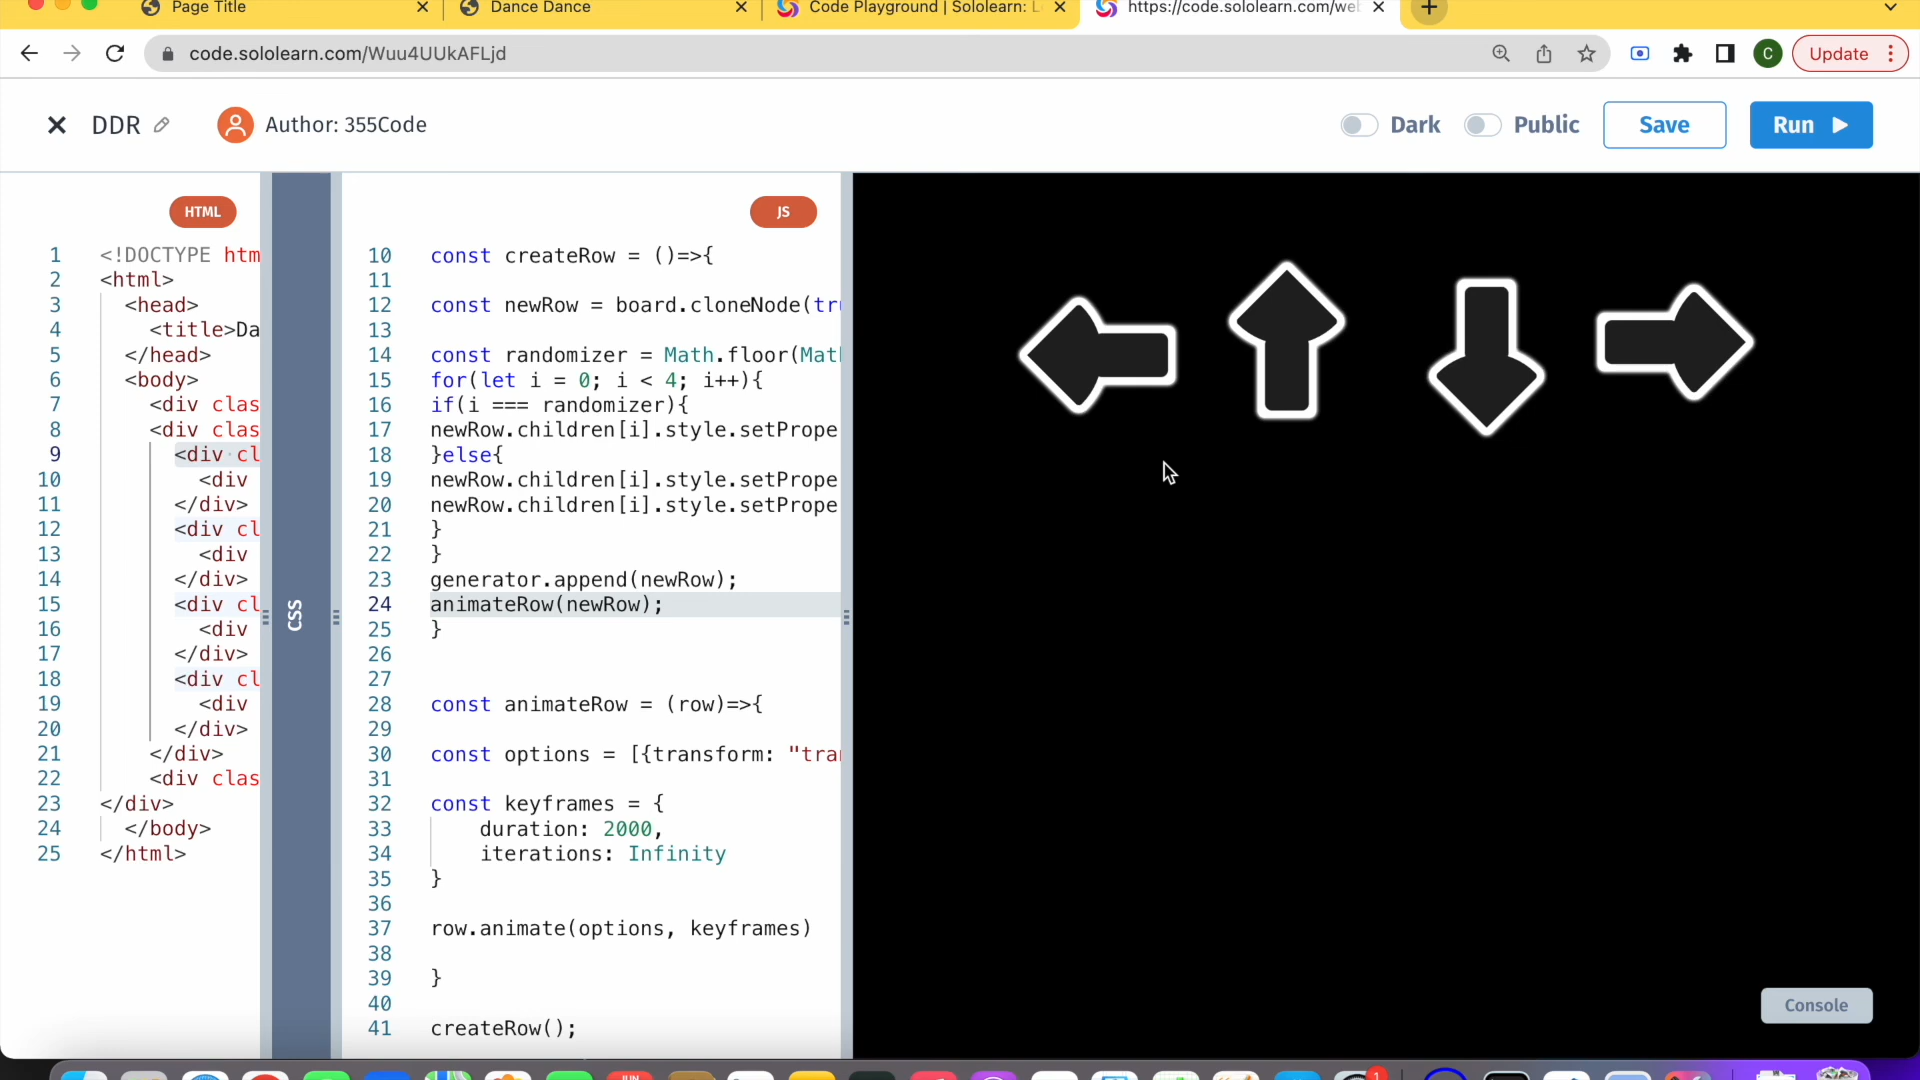 Page Title
Dance Dance
Code Playground | Sololearn: L
https://code.sololearn.com/web
code.sololearn.com/Wuu4UUkAFLjd
C
Update
DDR
Author: 355Code
Dark
Public
Save
Run
HTML
1 <!DOCTYPE htm
2 <html>
3 <head>
4 <title>Da
5 </head>
6 <body>
7 <div clas
8 <div clas
9 <div cl
10 <div
11 </div>
12 <div cl
13 <div
14 </div>
15 <div cl
16 <div
17 </div>
18 <div cl
19 <div
20 </div>
21 </div>
22 <div clas
23 </div>
24 </body>
25 </html>
CSS
JS
10 const createRow = ()=>{
11
12 const newRow = board.cloneNode(tru
13
14 const randomizer = Math.floor(Mat
15 for(let i = 0; i < 4; i++){
16 if(i === randomizer){
17 newRow.children[i].style.setPrope
18 }else{
19 newRow.children[i].style.setPrope
20 newRow.children[i].style.setPrope
21 }
22 }
23 generator.append(newRow);
24 animateRow(newRow);
25 }
26
27
28 const animateRow = (row)=>{
29
30 const options = [{transform: "tra
31
32 const keyframes = {
33 duration: 2000,
34 iterations: Infinity
35 }
36
37 row.animate(options, keyframes)
38
39 }
40
41 createRow();
Console
JUN
1